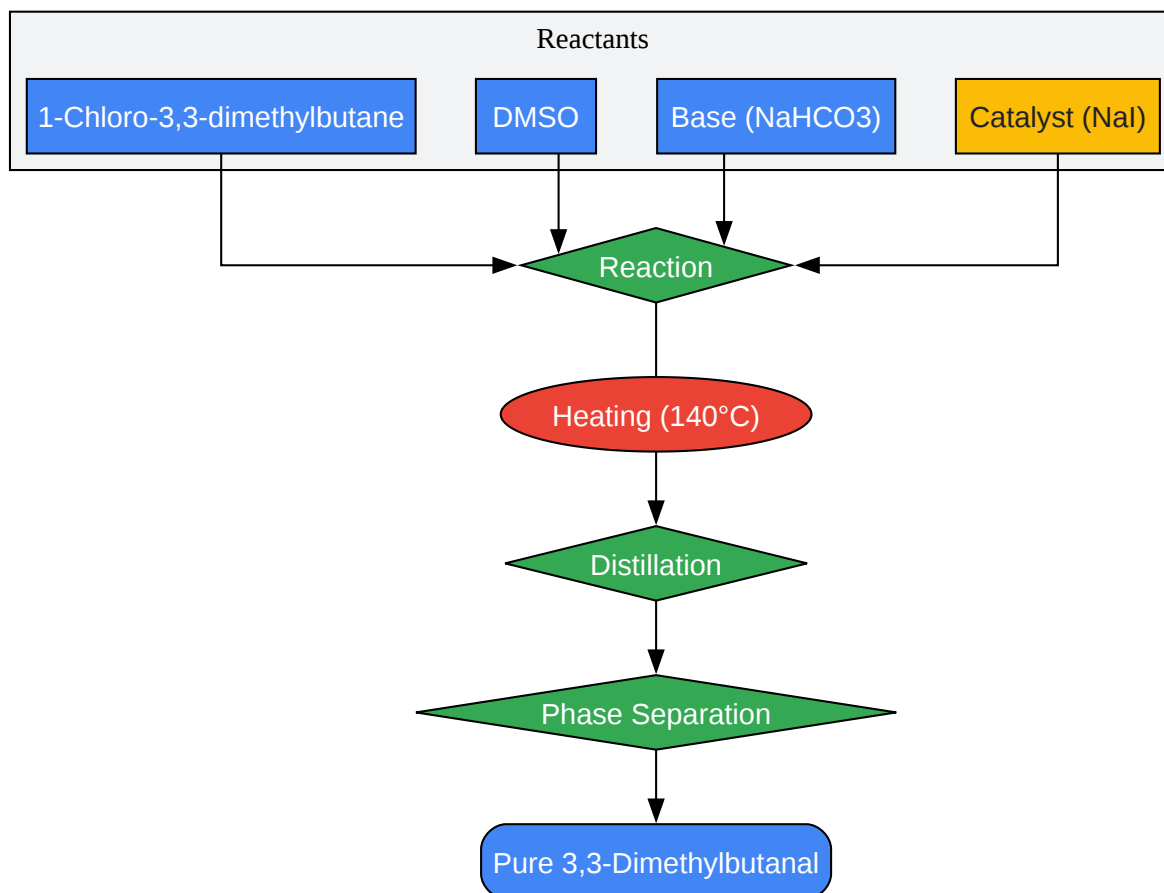 Reactants
1-Chloro-3,3-dimethylbutane
DMSO
Base (NaHCO3)
Catalyst (NaI)
Reaction
Heating (140°C)
Distillation
Phase Separation
Pure 3,3-Dimethylbutanal